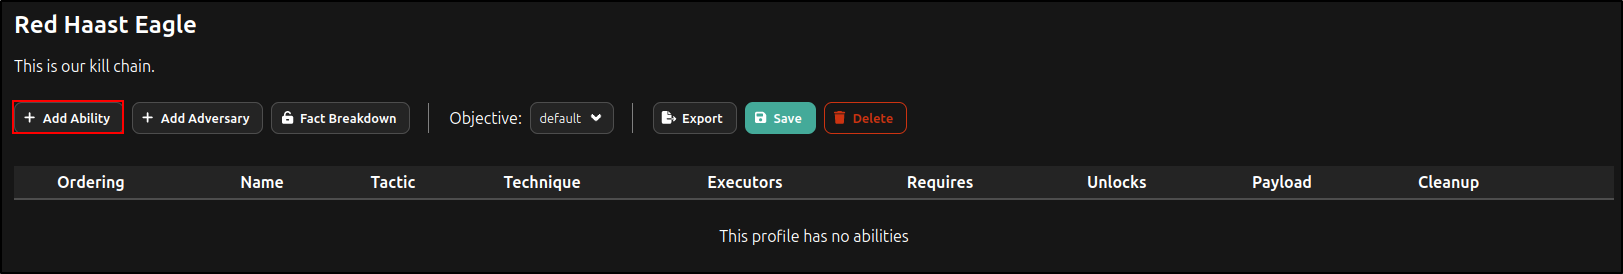 Red Haast Eagle
This is our kill chain.
+ Add Ability + Add Adversary Fact Breakdown Objective: default Export Save Delete
Ordering Name Tactic Technique Executors Requires Unlocks Payload Cleanup
This profile has no abilities